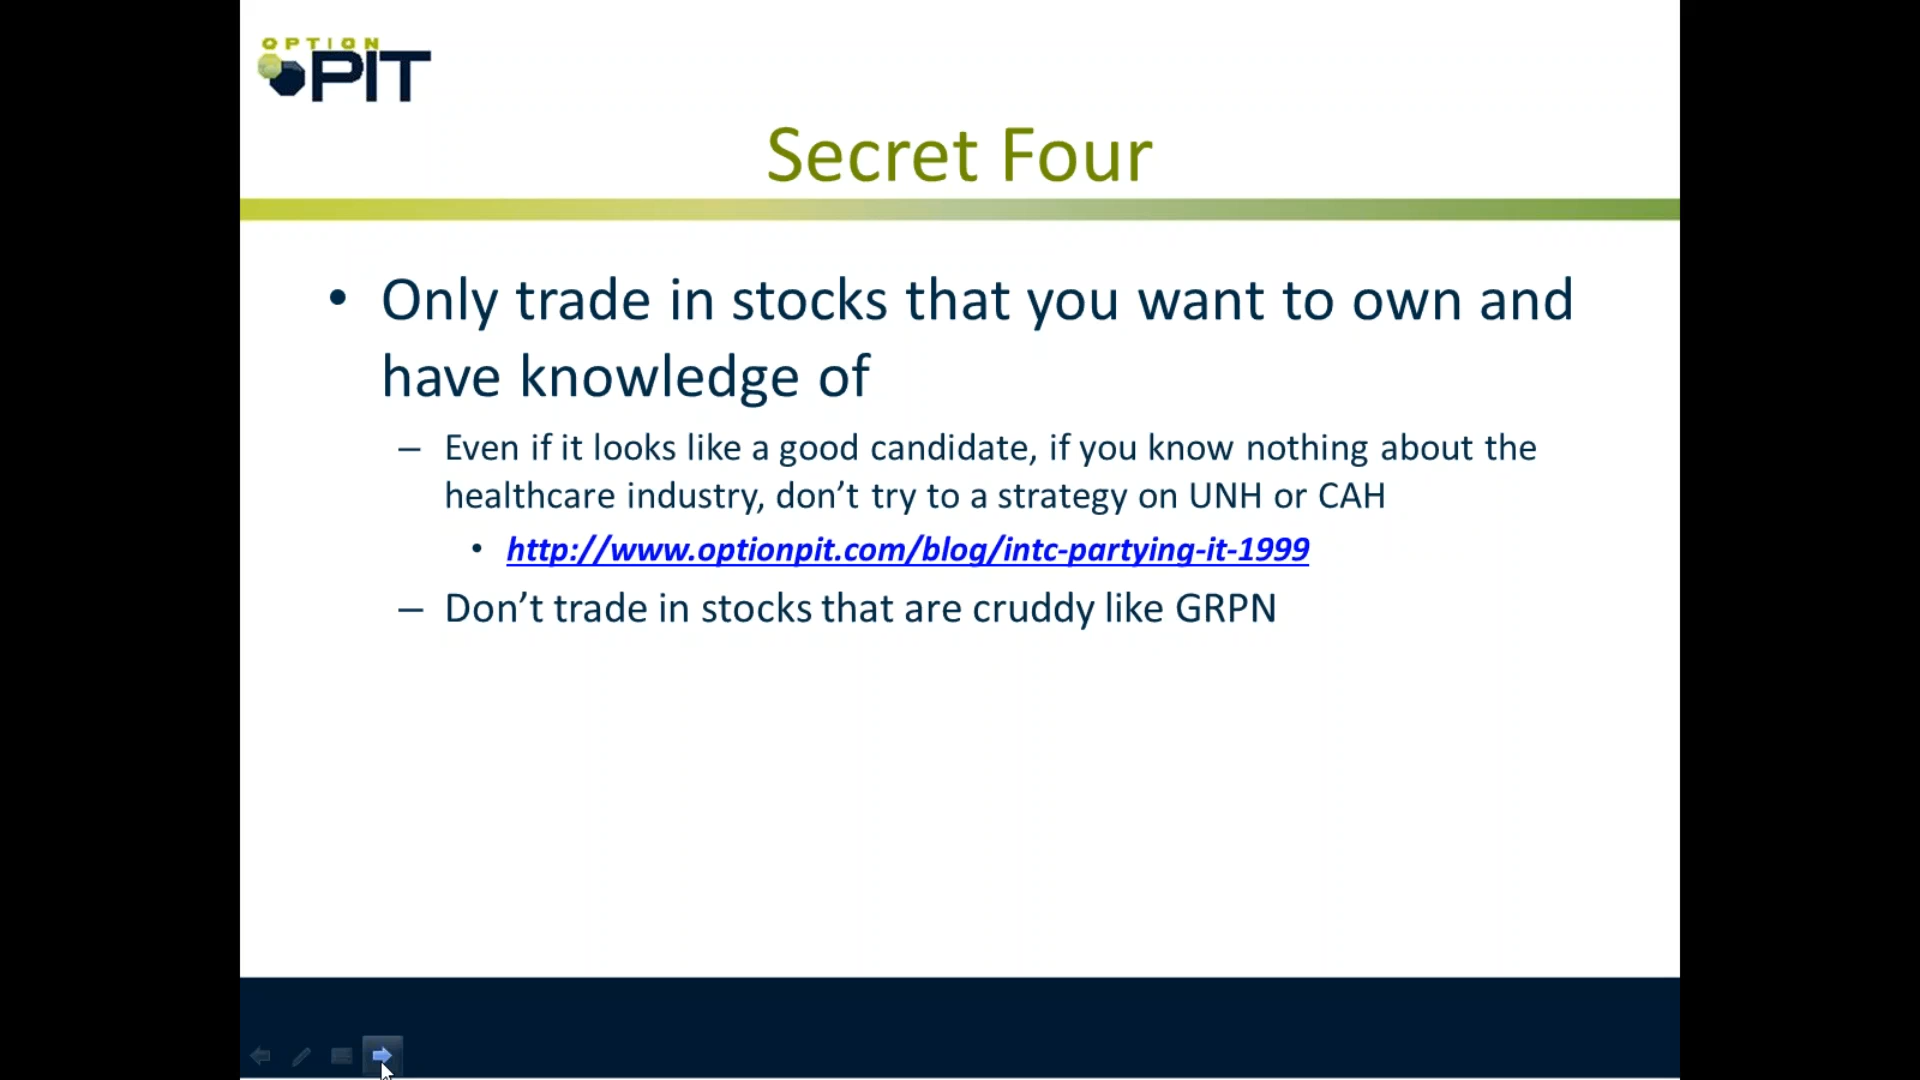 OPTION
PIT
Secret Four
• Only trade in stocks that you want to own and
have knowledge of
– Even if it looks like a good candidate, if you know nothing about the
healthcare industry, don’t try to a strategy on UNH or CAH
• http://www.optionpit.com/blog/intc-partying-it-1999
– Don’t trade in stocks that are cruddy like GRPN